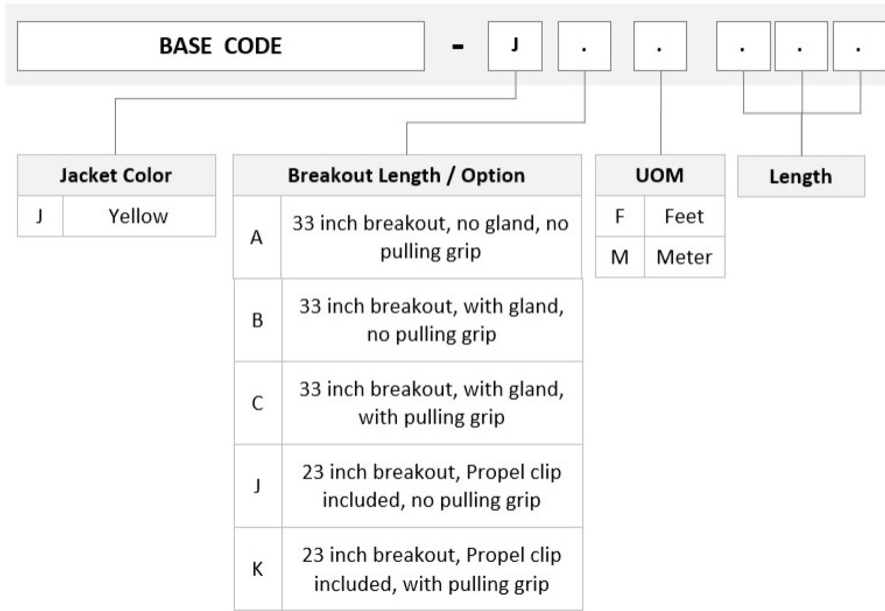 BASE CODE - J . . . . .
Jacket Color
J Yellow
Breakout Length / Option
A 33 inch breakout, no gland, no
pulling grip
B 33 inch breakout, with gland,
no pulling grip
C 33 inch breakout, with gland,
with pulling grip
J 23 inch breakout, Propel clip
included, no pulling grip
K 23 inch breakout, Propel clip
included, with pulling grip
UOM
F Feet
M Meter
Length